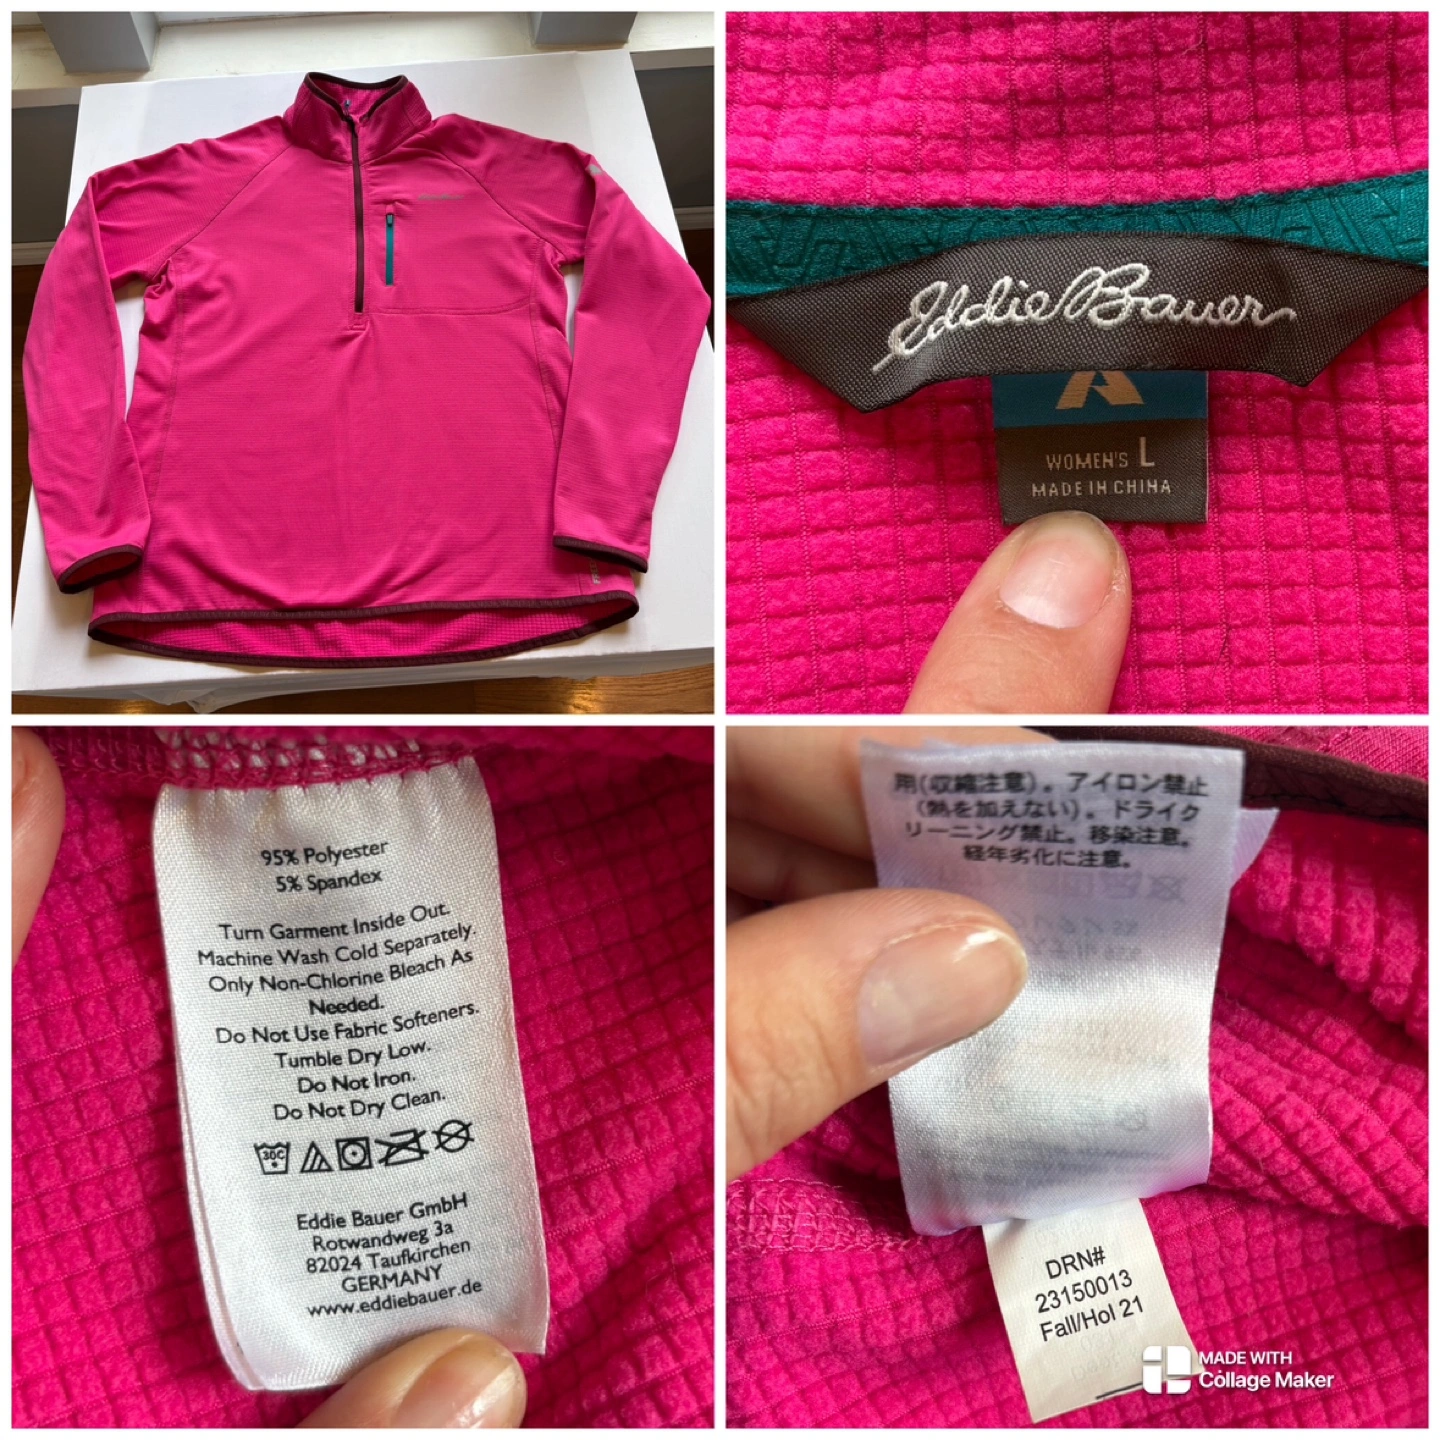 Eddie Bauer
WOMEN'S L
MADE IN CHINA
95% Polyester
5% Spandex
Turn Garment Inside Out.
Machine Wash Cold Separately.
Only Non-Chlorine Bleach As
Needed.
Do Not Use Fabric Softeners.
Tumble Dry Low.
Do Not Iron.
Do Not Dry Clean.
30C
Eddie Bauer GmbH
Rotwandweg 3a
82024 Taufkirchen
GERMANY
www.eddiebauer.de
用(収縮注意)。アイロン禁止
(熱を加えない)。ドライク
リーニング禁止。移染注意。
経年劣化に注意。
DRN#
23150013
Fall/Hol 21
MADE WITH
Collage Maker